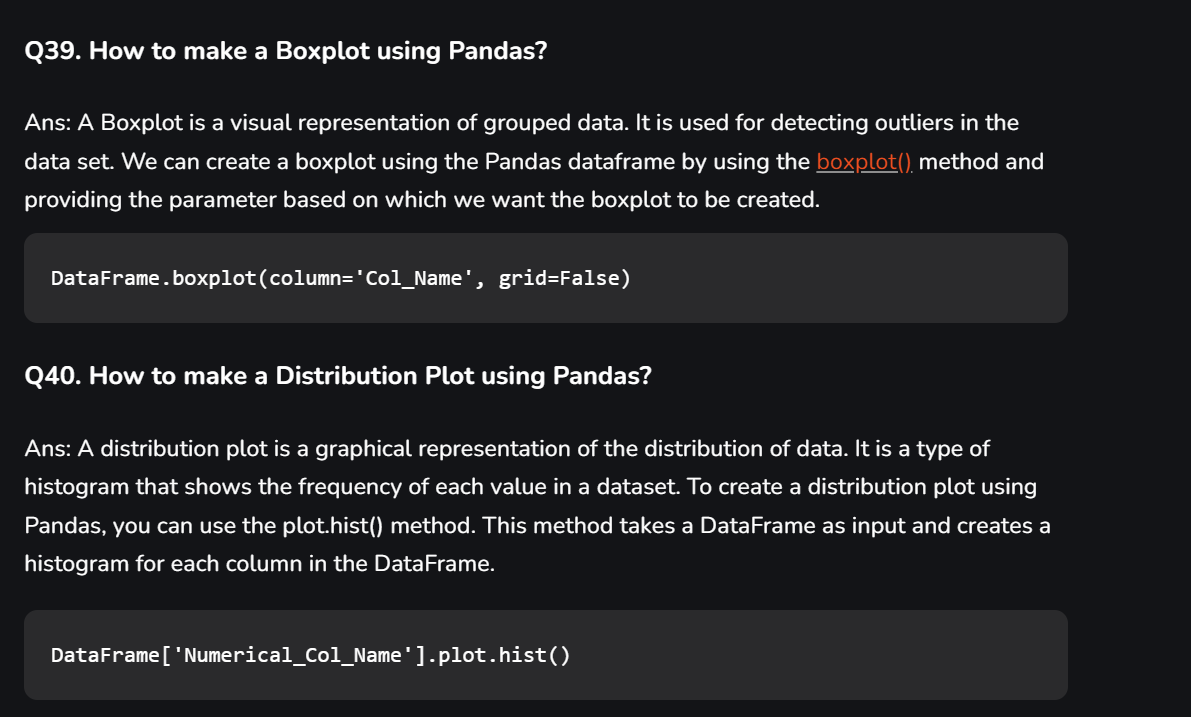 Q39. How to make a Boxplot using Pandas?
Ans: A Boxplot is a visual representation of grouped data. It is used for detecting outliers in the
data set. We can create a boxplot using the Pandas dataframe by using the boxplot() method and
providing the parameter based on which we want the boxplot to be created.
DataFrame.boxplot(column='Col_Name', grid=False)
Q40. How to make a Distribution Plot using Pandas?
Ans: A distribution plot is a graphical representation of the distribution of data. It is a type of
histogram that shows the frequency of each value in a dataset. To create a distribution plot using
Pandas, you can use the plot.hist() method. This method takes a DataFrame as input and creates a
histogram for each column in the DataFrame.
DataFrame['Numerical_Col_Name'].plot.hist()